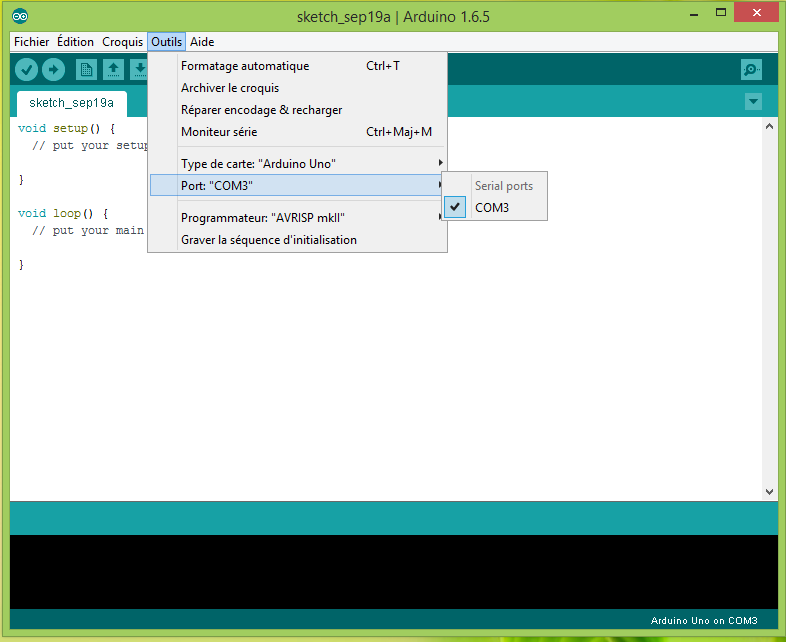 sketch_sep19a | Arduino 1.6.5
Fichier Édition Croquis Outils Aide
Formatage automatique Ctrl+T
Archiver le croquis
Réparer encodage & recharger
Moniteur série Ctrl+Maj+M
Type de carte: "Arduino Uno"
Port: "COM3"
Serial ports
COM3
Programmateur: "AVRISP mkII"
Graver la séquence d'initialisation
sketch_sep19a
void setup() {
// put your setup
}
void loop() {
// put your main
}
Arduino Uno on COM3